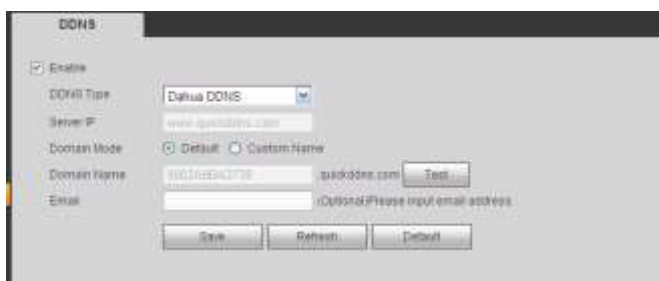 DDNS
Enable
DDNS Type Dahua DDNS
Server IP www.quickddns.com
Domain Mode Default Custom Name
Domain Name .quickddns.com Test
Email (Optional)Please input email address
Save Refresh Default